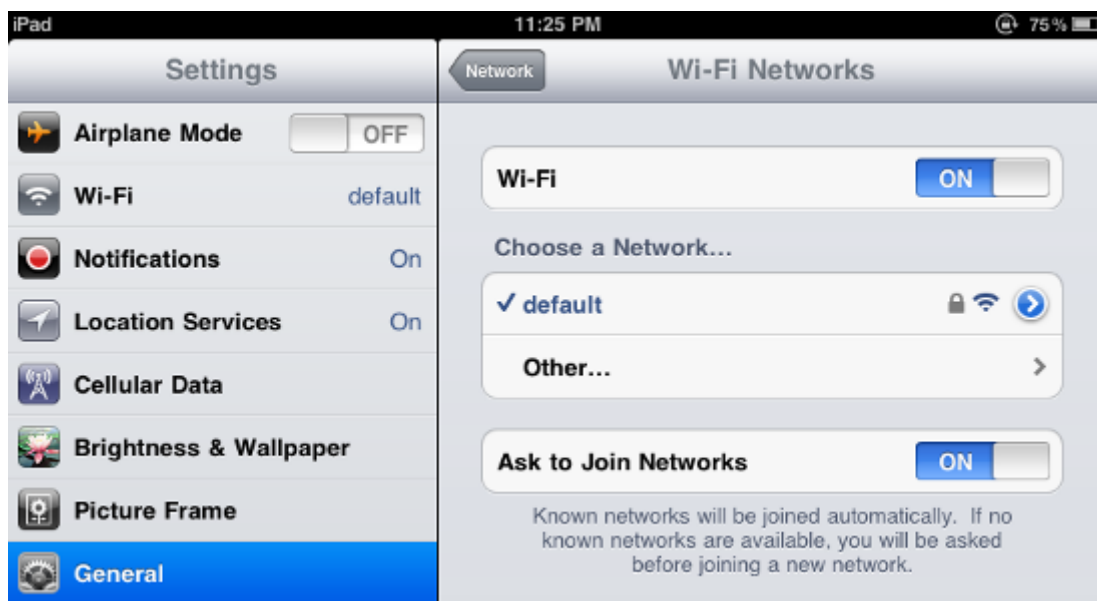 iPad 11:25 PM 75%
Settings
Network Wi-Fi Networks
Airplane Mode OFF
Wi-Fi default
Notifications On
Location Services On
Cellular Data
Brightness & Wallpaper
Picture Frame
General
Wi-Fi ON
Choose a Network...
default
Other...
Ask to Join Networks ON
Known networks will be joined automatically. If no
known networks are available, you will be asked
before joining a new network.